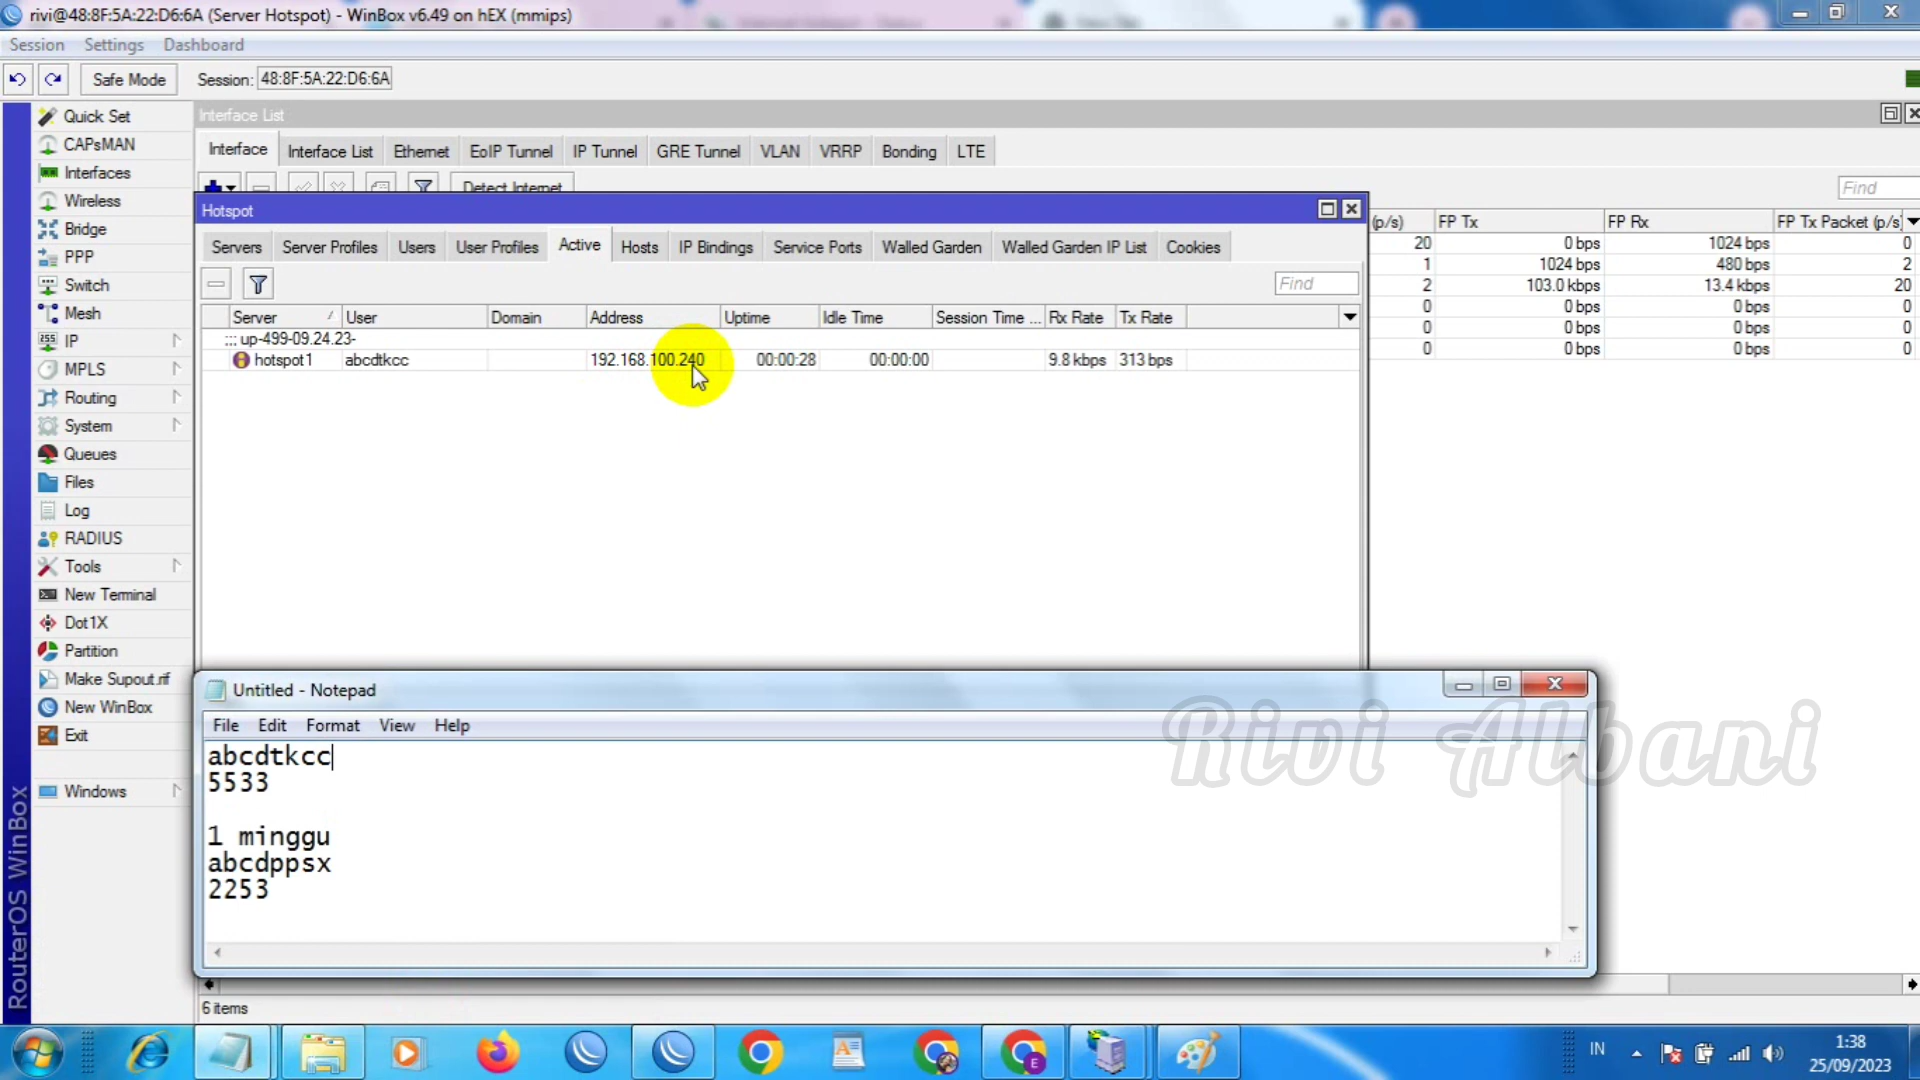 rivi@48:8F:5A:22:D6:6A (Server Hotspot) - WinBox v6.49 on hEX (mmips)
Session Settings Dashboard
Safe Mode Session: 48:8F:5A:22:D6:6A
Quick Set
CAPsMAN
Interfaces
Wireless
Bridge
PPP
Switch
Mesh
IP
MPLS
Routing
System
Queues
Files
Log
RADIUS
Tools
New Terminal
Dot1X
Partition
Make Supout.rif
New WinBox
Exit
Windows
RouterOS WinBox
Interface List
Interface Interface List Ethernet EoIP Tunnel IP Tunnel GRE Tunnel VLAN VRRP Bonding LTE
Detect Internet Find
(p/s) FP Tx FP Rx FP Tx Packet (p/s)
20 0 bps 1024 bps 0
1 1024 bps 480 bps 2
2 103.0 kbps 13.4 kbps 20
0 0 bps 0 bps 0
0 0 bps 0 bps 0
0 0 bps 0 bps 0
Hotspot
Servers Server Profiles Users User Profiles Active Hosts IP Bindings Service Ports Walled Garden Walled Garden IP List Cookies
Find
Server User Domain Address Uptime Idle Time Session Time ... Rx Rate Tx Rate
::: up-499-09.24.23-
hotspot1 abcdtkcc 192.168.100.240 00:00:28 00:00:00 9.8 kbps 313 bps
Untitled - Notepad
File Edit Format View Help
abcdtkcc
5533
1 minggu
abcdppsx
2253
Rivi Albani
6 items
IN
1:38
25/09/2023